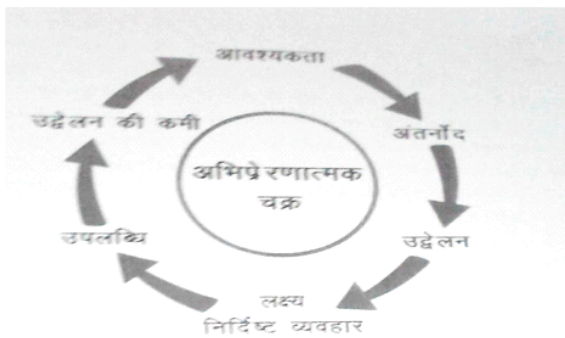 आवश्यकता
अंतर्नोद
उद्वेलन
लक्ष्य
निर्दिष्ट व्यवहार
उपलब्धि
उद्वेलन की कमी
अभिप्रेरणात्मक
चक्र